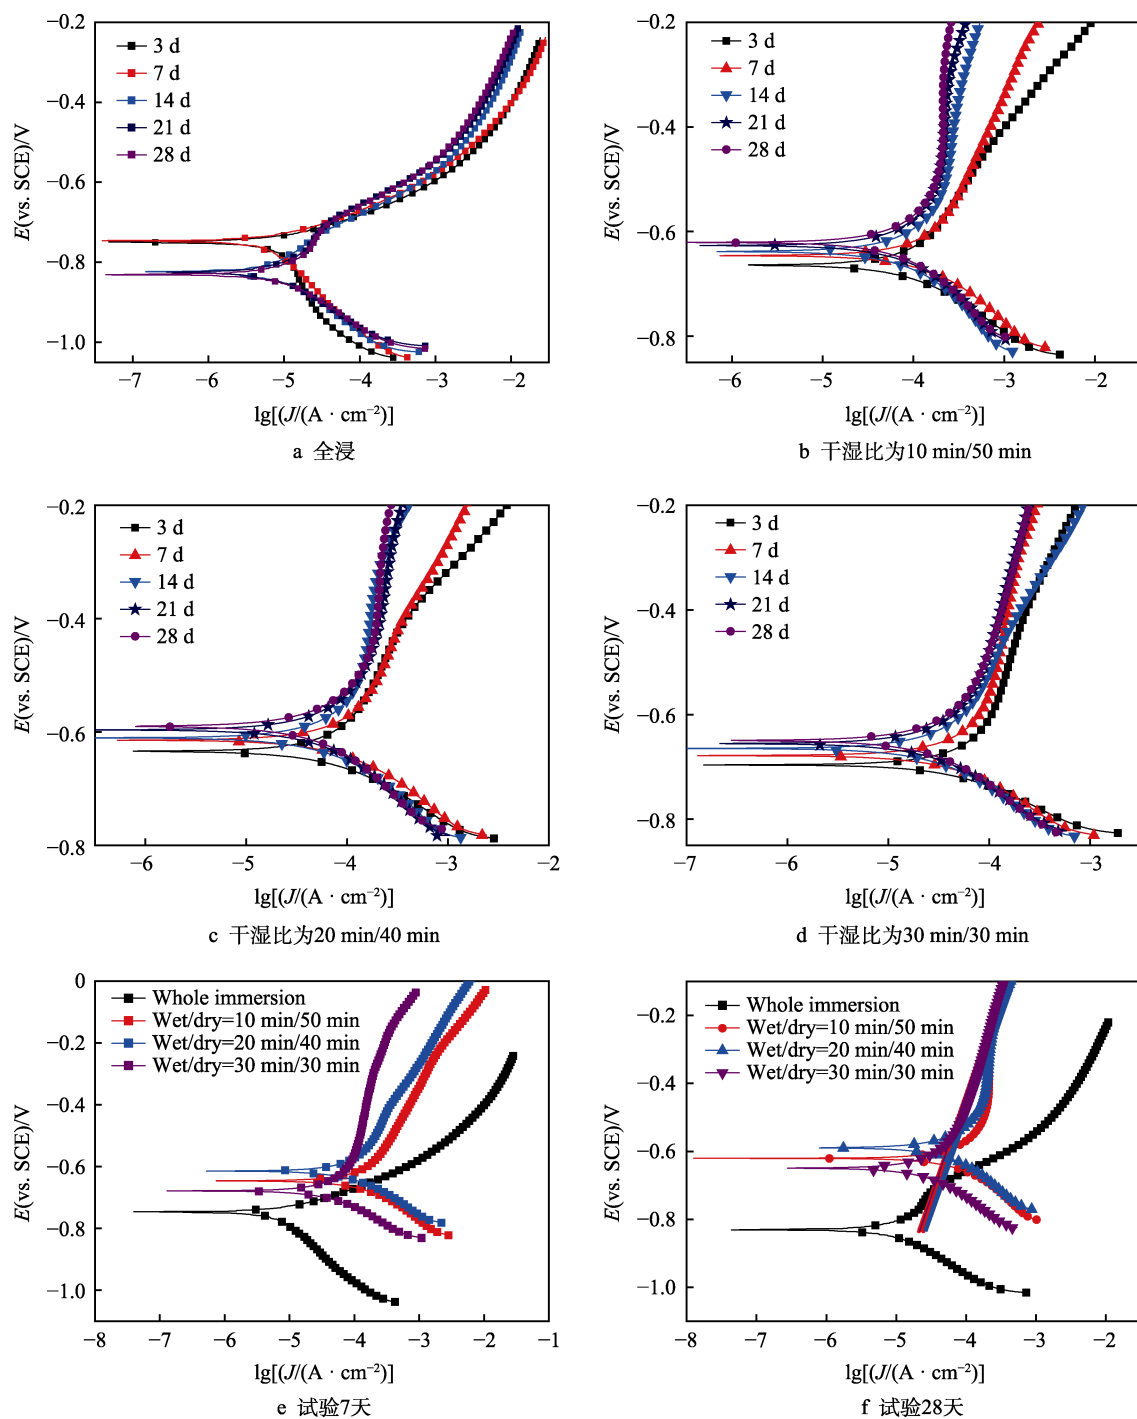 −0.2
−0.4
−0.6
−0.8
−1.0
E(vs. SCE)/V
3 d
7 d
14 d
21 d
28 d
−7 −6 −5 −4 −3 −2
lg[(J/(A · cm⁻²)]
a 全浸
−0.2
−0.4
−0.6
−0.8
E(vs. SCE)/V
3 d
7 d
14 d
21 d
28 d
−6 −5 −4 −3 −2
lg[(J/(A · cm⁻²)]
b 干湿比为10 min/50 min
−0.2
−0.4
−0.6
−0.8
E(vs. SCE)/V
3 d
7 d
14 d
21 d
28 d
−6 −5 −4 −3 −2
lg[(J/(A · cm⁻²)]
c 干湿比为20 min/40 min
−0.2
−0.4
−0.6
−0.8
E(vs. SCE)/V
3 d
7 d
14 d
21 d
28 d
−7 −6 −5 −4 −3
lg[(J/(A · cm⁻²)]
d 干湿比为30 min/30 min
0
−0.2
−0.4
−0.6
−0.8
−1.0
E(vs. SCE)/V
Whole immersion
Wet/dry=10 min/50 min
Wet/dry=20 min/40 min
Wet/dry=30 min/30 min
−8 −7 −6 −5 −4 −3 −2 −1
lg[(J/(A · cm⁻²)]
e 试验7天
−0.2
−0.4
−0.6
−0.8
−1.0
E(vs. SCE)/V
Whole immersion
Wet/dry=10 min/50 min
Wet/dry=20 min/40 min
Wet/dry=30 min/30 min
−8 −7 −6 −5 −4 −3 −2
lg[(J/(A · cm⁻²)]
f 试验28天